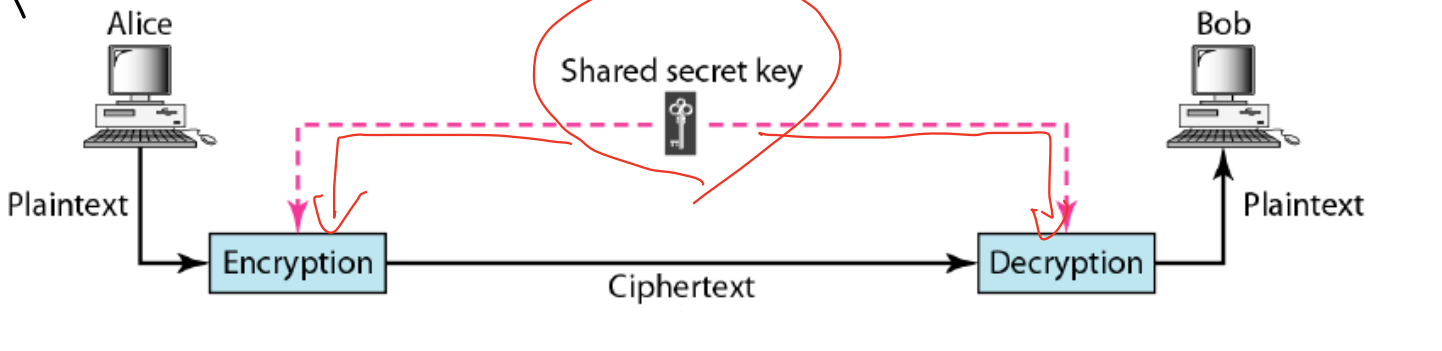 Alice
Bob
Shared secret key
Plaintext
Plaintext
Encryption
Decryption
Ciphertext